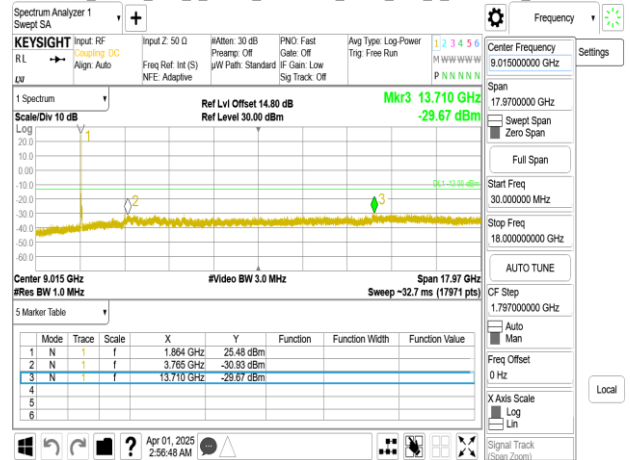 Spectrum Analyzer 1
Swept SA
+
Frequency
KEYSIGHT
RL
LXI
Input: RF
Coupling: DC
Align: Auto
Input Z: 50 Ω
Freq Ref: Int (S)
NFE: Adaptive
#Atten: 30 dB
Preamp: Off
µW Path: Standard
PNO: Fast
Gate: Off
IF Gain: Low
Sig Track: Off
Avg Type: Log-Power
Trig: Free Run
1 2 3 4 5 6
M W W W W W
P N N N N N
1 Spectrum
Scale/Div 10 dB
Ref Lvl Offset 14.80 dB
Ref Level 30.00 dBm
Mkr3 13.710 GHz
-29.67 dBm
Log
20.0
10.0
0.00
-10.0
-20.0
-30.0
-40.0
-50.0
-60.0
1
2
3
DL1 -13.00 dBm
Center 9.015 GHz
#Res BW 1.0 MHz
#Video BW 3.0 MHz
Span 17.97 GHz
Sweep ~32.7 ms (17971 pts)
5 Marker Table
Mode Trace Scale X Y Function Function Width Function Value
1 N 1 f 1.864 GHz 25.48 dBm
2 N 1 f 3.765 GHz -30.93 dBm
3 N 1 f 13.710 GHz -29.67 dBm
4
5
6
?
Apr 01, 2025
2:56:48 AM
Center Frequency
9.015000000 GHz
Settings
Span
17.9700000 GHz
Swept Span
Zero Span
Full Span
Start Freq
30.000000 MHz
Stop Freq
18.000000000 GHz
AUTO TUNE
CF Step
1.797000000 GHz
Auto
Man
Freq Offset
0 Hz
X Axis Scale
Log
Lin
Local
Signal Track
(Span Zoom)